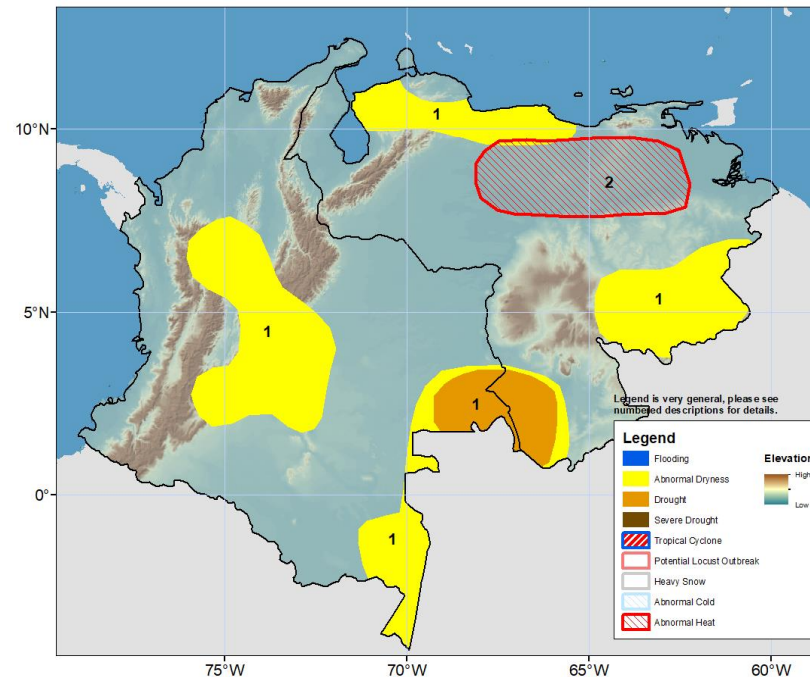 10°N
5°N
0°
75°W
70°W
65°W
60°W
1
2
1
1
1
1
Legend is very general, please see
numbered descriptions for details.
Legend
Flooding
Abnormal Dryness
Drought
Severe Drought
Tropical Cyclone
Potential Locust Outbreak
Heavy Snow
Abnormal Cold
Abnormal Heat
Elevation
High
Low